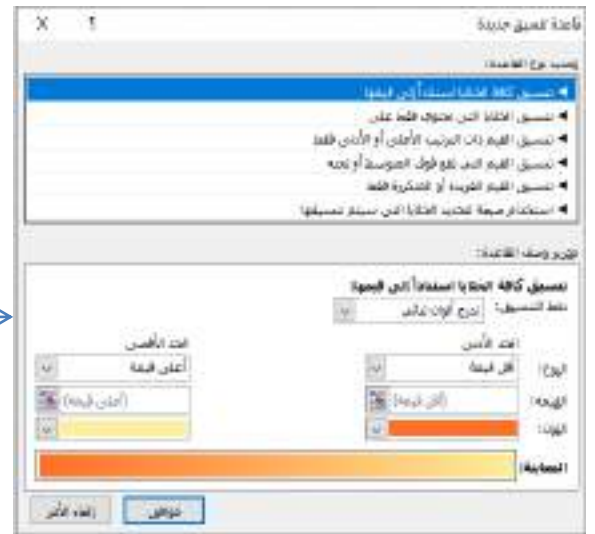 قاعدة تنسيق جديدة
تحديد نوع القاعدة:
◄ تنسيق كافة الخلايا استناداً إلى قيمها
◄ تنسيق الخلايا التي تحتوي فقط على
◄ تنسيق القيم ذات الترتيب الأعلى أو الأدنى فقط
◄ تنسيق القيم التي تقع فوق المتوسط أو تحته
◄ تنسيق القيم الفريدة أو المتكررة فقط
◄ استخدام صيغة لتحديد الخلايا التي سيتم تنسيقها
تحرير وصف القاعدة:
تنسيق كافة الخلايا استناداً إلى قيمها:
نمط التنسيق: تدرج ألوان ثنائي
الحد الأدنى الحد الأقصى
النوع: أقل قيمة أعلى قيمة
القيمة: (أقل قيمة) (أعلى قيمة)
اللون:
المعاينة:
موافق إلغاء الأمر